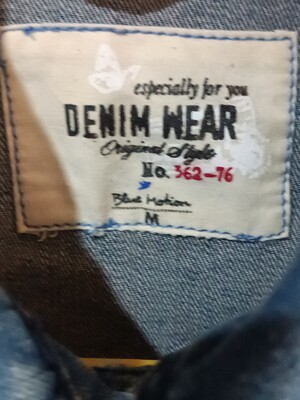 especially for you
DENIM WEAR
Original Style
No. 362-76
Blue Motion
M